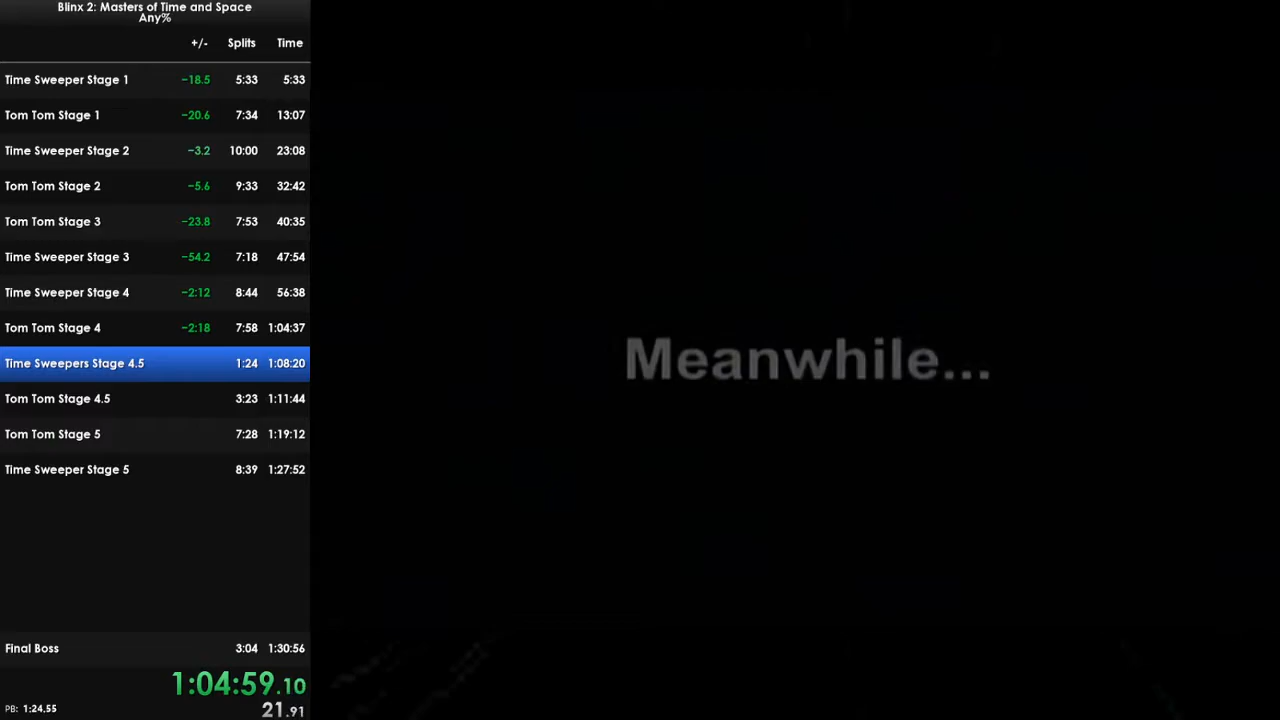 Blinx 2: Masters of Time and Space
Any%
+/- Splits Time
Time Sweeper Stage 1 −18.5 5:33 5:33
Tom Tom Stage 1 −20.6 7:34 13:07
Time Sweeper Stage 2 −3.2 10:00 23:08
Tom Tom Stage 2 −5.6 9:33 32:42
Tom Tom Stage 3 −23.8 7:53 40:35
Time Sweeper Stage 3 −54.2 7:18 47:54
Time Sweeper Stage 4 −2:12 8:44 56:38
Tom Tom Stage 4 −2:18 7:58 1:04:37
Time Sweepers Stage 4.5 1:24 1:08:20
Tom Tom Stage 4.5 3:23 1:11:44
Tom Tom Stage 5 7:28 1:19:12
Time Sweeper Stage 5 8:39 1:27:52
Final Boss 3:04 1:30:56
1:04:59.10
PB: 1:24.55 21.91
Meanwhile...